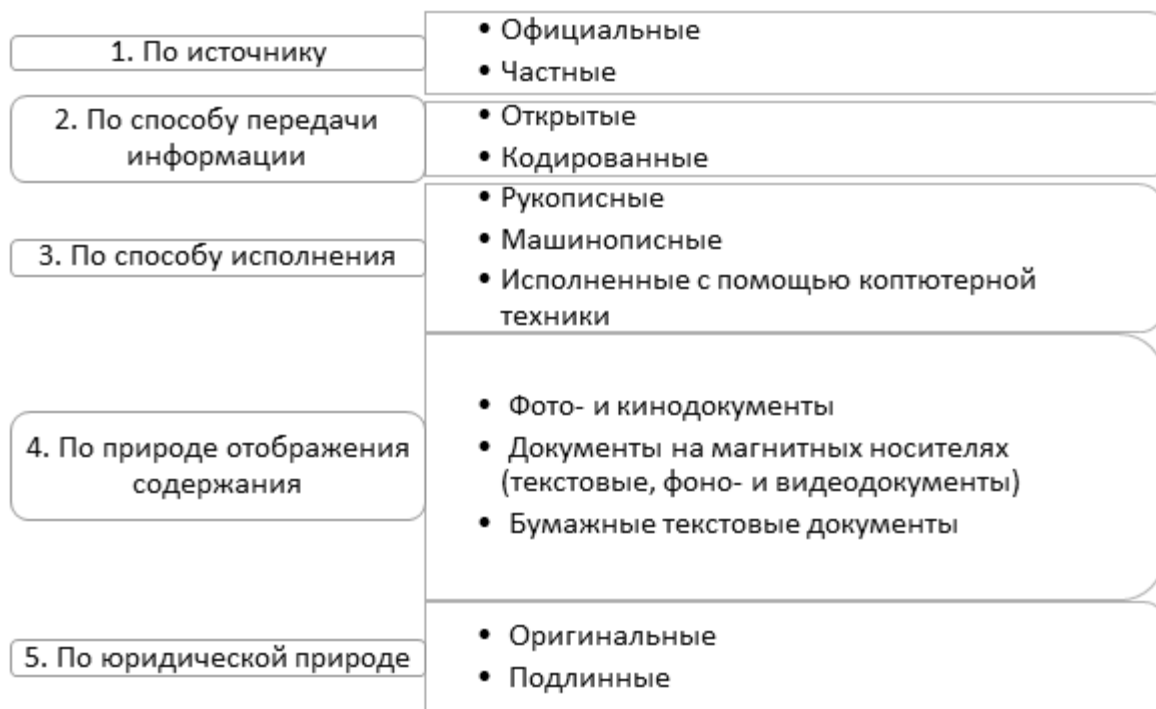 1. По источнику
• Официальные
• Частные
2. По способу передачи
информации
• Открытые
• Кодированные
3. По способу исполнения
• Рукописные
• Машинописные
• Исполненные с помощью коптютерной
техники
4. По природе отображения
содержания
• Фото- и кинодокументы
• Документы на магнитных носителях
(текстовые, фоно- и видеодокументы)
• Бумажные текстовые документы
5. По юридической природе
• Оригинальные
• Подлинные